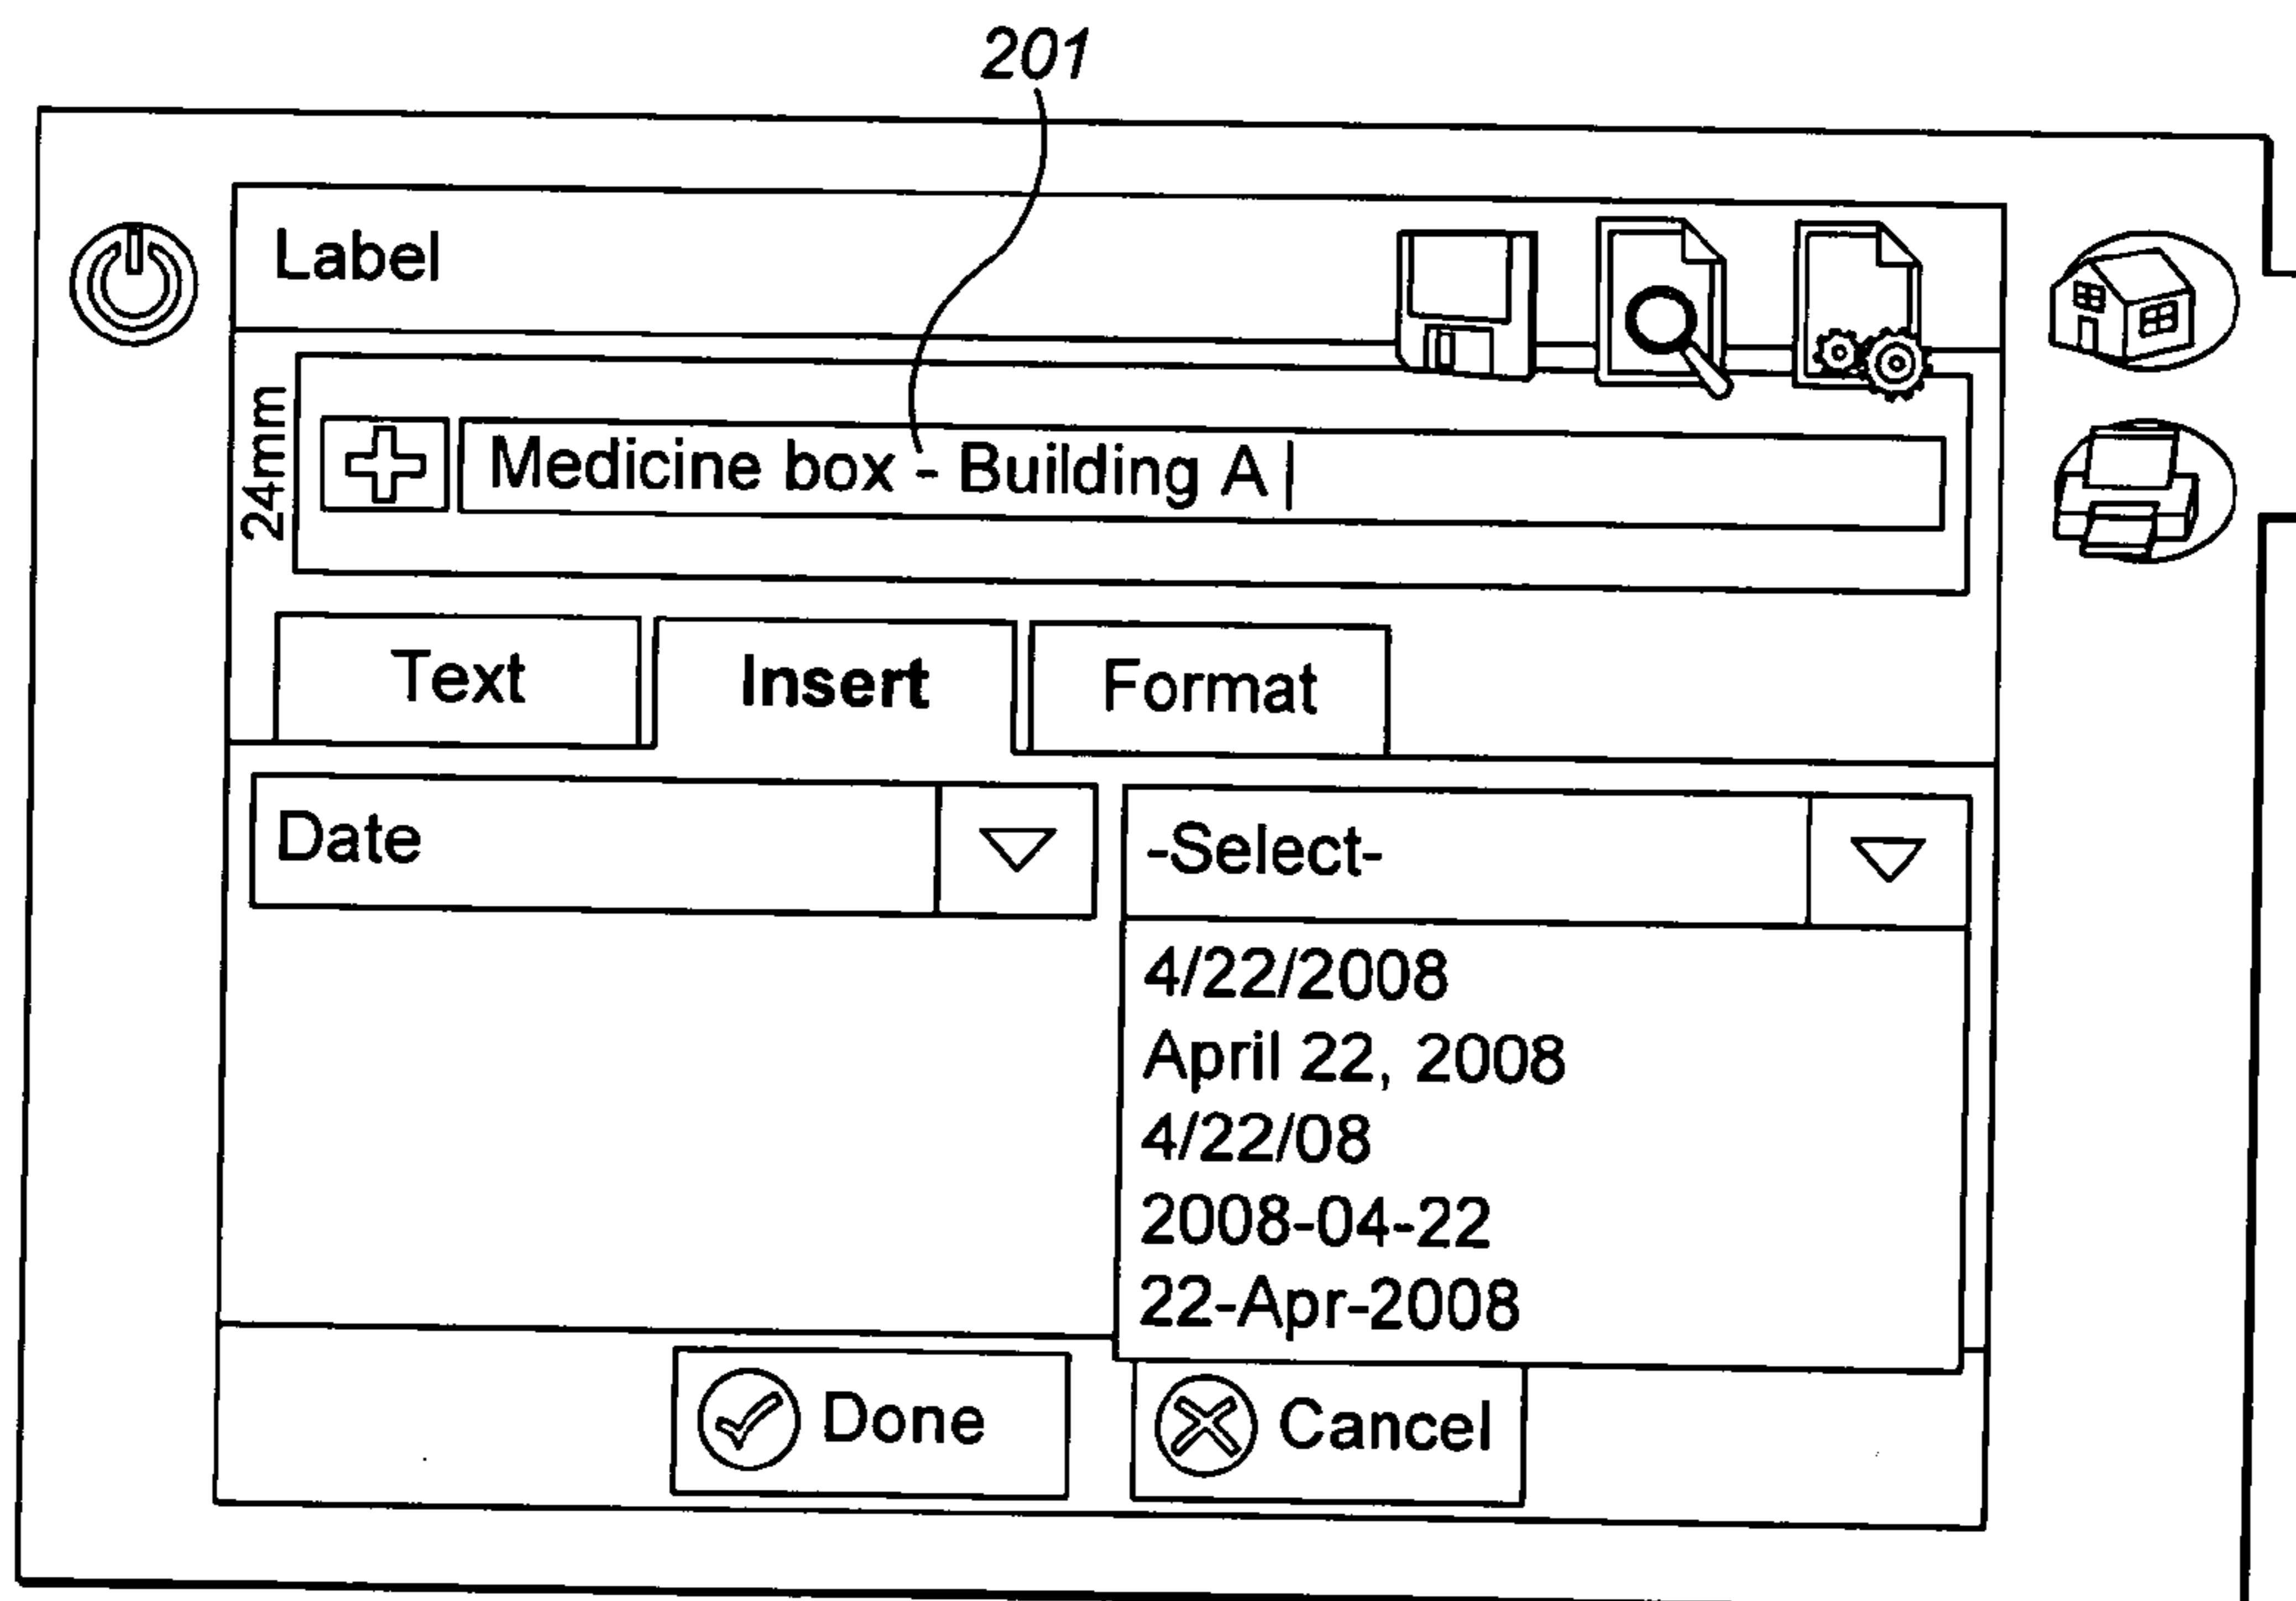 201
Label
24mm
Medicine box - Building A
Text Insert Format
Date
-Select-
4/22/2008
April 22, 2008
4/22/08
2008-04-22
22-Apr-2008
Done Cancel